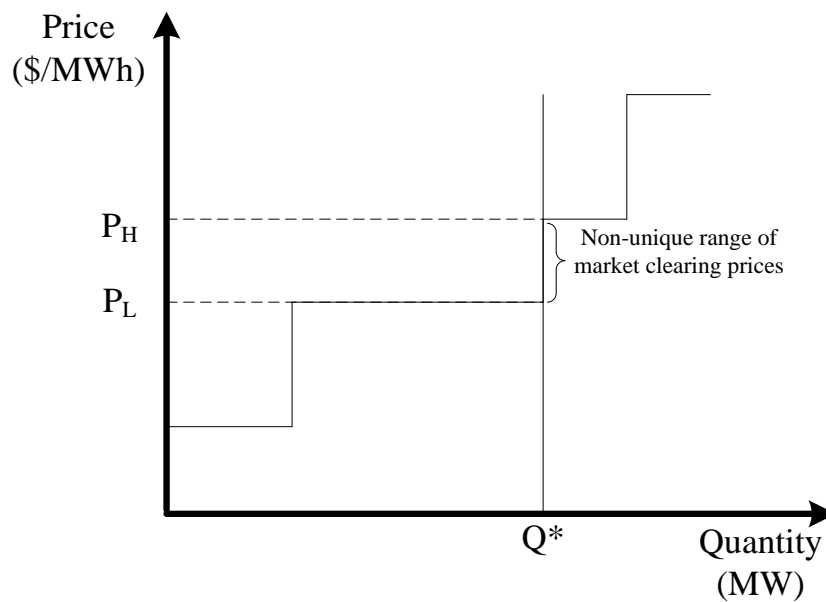 Price
($/MWh)
P_H
Non-unique range of
market clearing prices
P_L
Q*
Quantity
(MW)